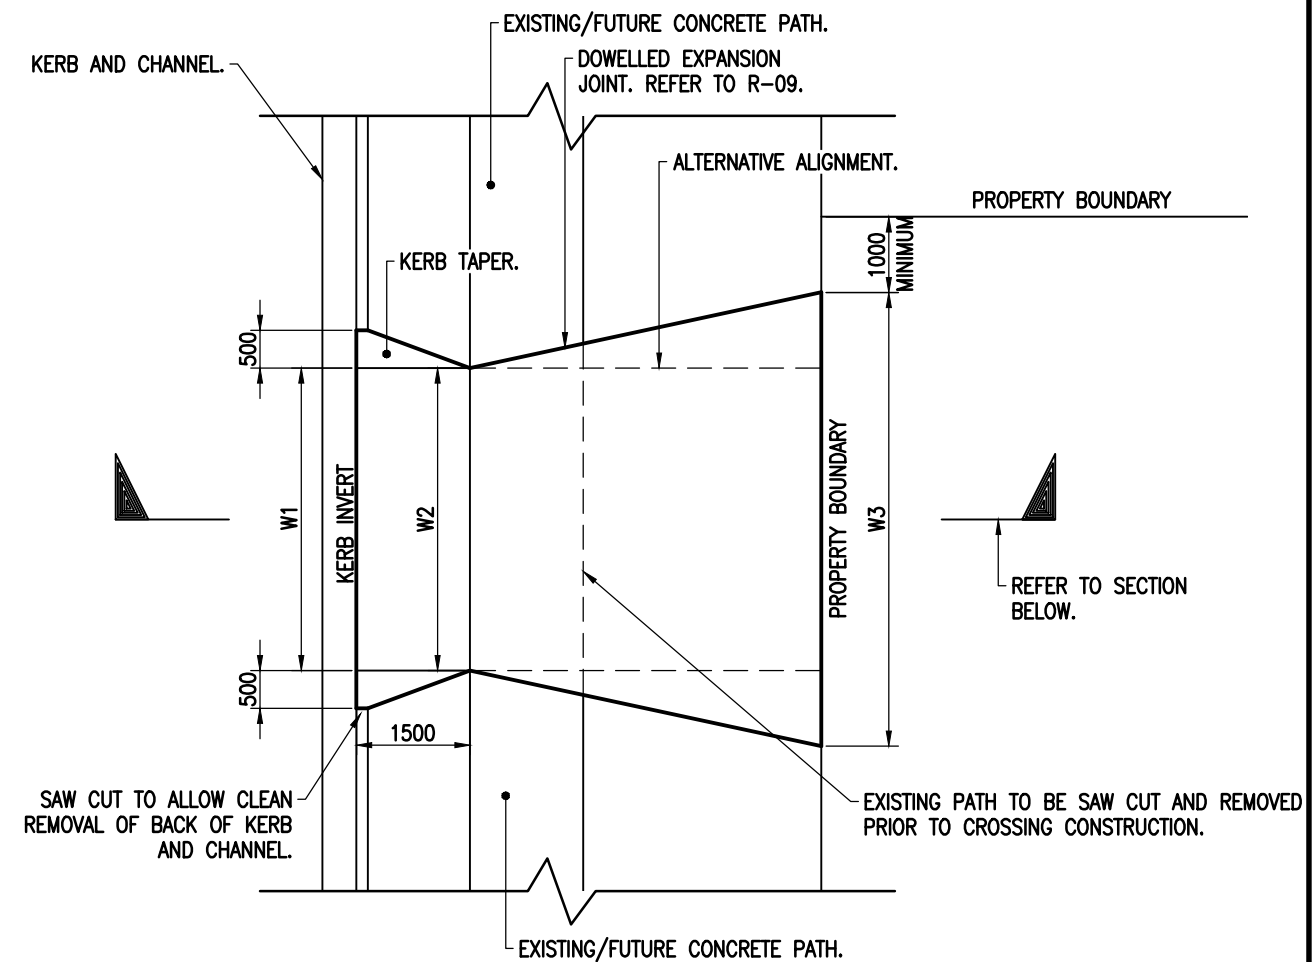 EXISTING/FUTURE CONCRETE PATH.
KERB AND CHANNEL.
DOWELLED EXPANSION
JOINT. REFER TO R-09.
ALTERNATIVE ALIGNMENT.
PROPERTY BOUNDARY
1000
MINIMUM
KERB TAPER.
500
W1
KERB INVERT
W2
PROPERTY BOUNDARY
W3
REFER TO SECTION
BELOW.
500
1500
SAW CUT TO ALLOW CLEAN
REMOVAL OF BACK OF KERB
AND CHANNEL.
EXISTING PATH TO BE SAW CUT AND REMOVED
PRIOR TO CROSSING CONSTRUCTION.
EXISTING/FUTURE CONCRETE PATH.